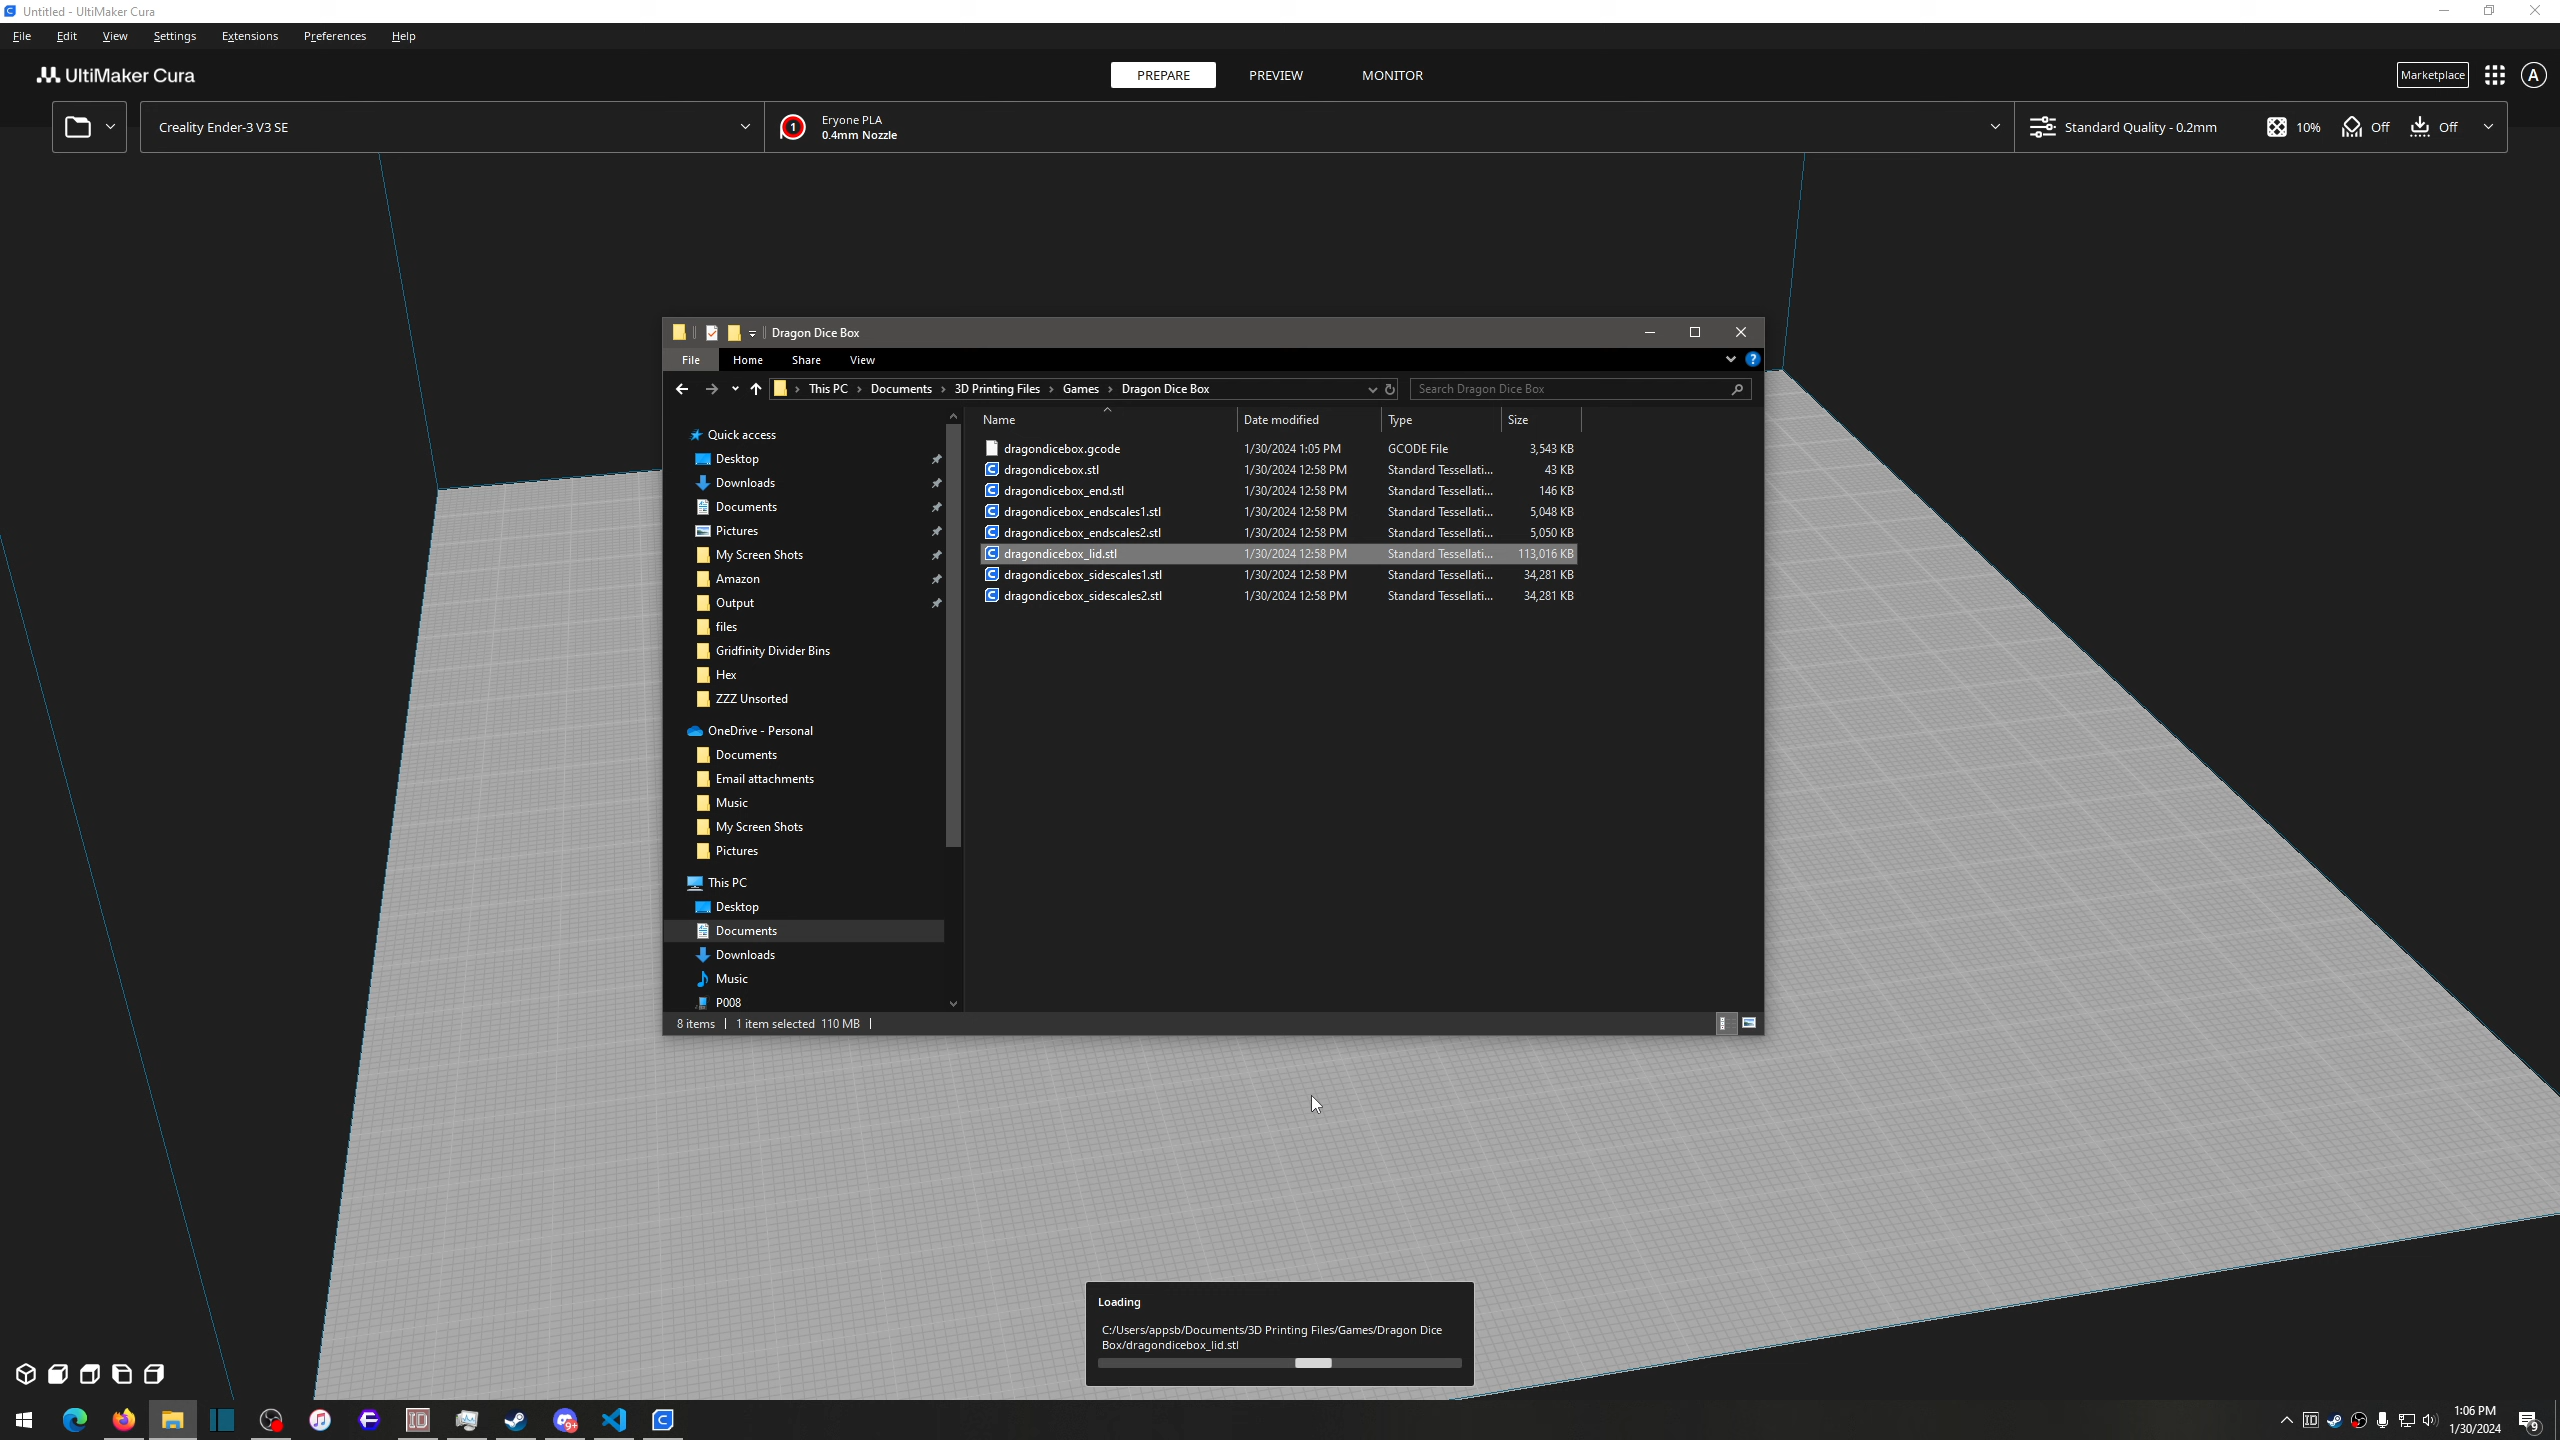 Untitled - UltiMaker Cura
File Edit View Settings Extensions Preferences Help
UltiMaker Cura
PREPARE PREVIEW MONITOR
Marketplace
A
Creality Ender-3 V3 SE
1
Eryone PLA
0.4mm Nozzle
Standard Quality - 0.2mm
10%
Off
Off
Dragon Dice Box
File Home Share View
?
This PC › Documents › 3D Printing Files › Games › Dragon Dice Box
Search Dragon Dice Box
Name Date modified Type Size
dragondicebox.gcode 1/30/2024 1:05 PM GCODE File 3,543 KB
dragondicebox.stl 1/30/2024 12:58 PM Standard Tessellati... 43 KB
dragondicebox_end.stl 1/30/2024 12:58 PM Standard Tessellati... 146 KB
dragondicebox_endscales1.stl 1/30/2024 12:58 PM Standard Tessellati... 5,048 KB
dragondicebox_endscales2.stl 1/30/2024 12:58 PM Standard Tessellati... 5,050 KB
dragondicebox_lid.stl 1/30/2024 12:58 PM Standard Tessellati... 113,016 KB
dragondicebox_sidescales1.stl 1/30/2024 12:58 PM Standard Tessellati... 34,281 KB
dragondicebox_sidescales2.stl 1/30/2024 12:58 PM Standard Tessellati... 34,281 KB
Quick access
Desktop
Downloads
Documents
Pictures
My Screen Shots
Amazon
Output
files
Gridfinity Divider Bins
Hex
ZZZ Unsorted
OneDrive - Personal
Documents
Email attachments
Music
My Screen Shots
Pictures
This PC
Desktop
Documents
Downloads
Music
P008
8 items 1 item selected 110 MB
Loading
C:/Users/appsb/Documents/3D Printing Files/Games/Dragon Dice
Box/dragondicebox_lid.stl
ID
9+
ID
1:06 PM
1/30/2024
9